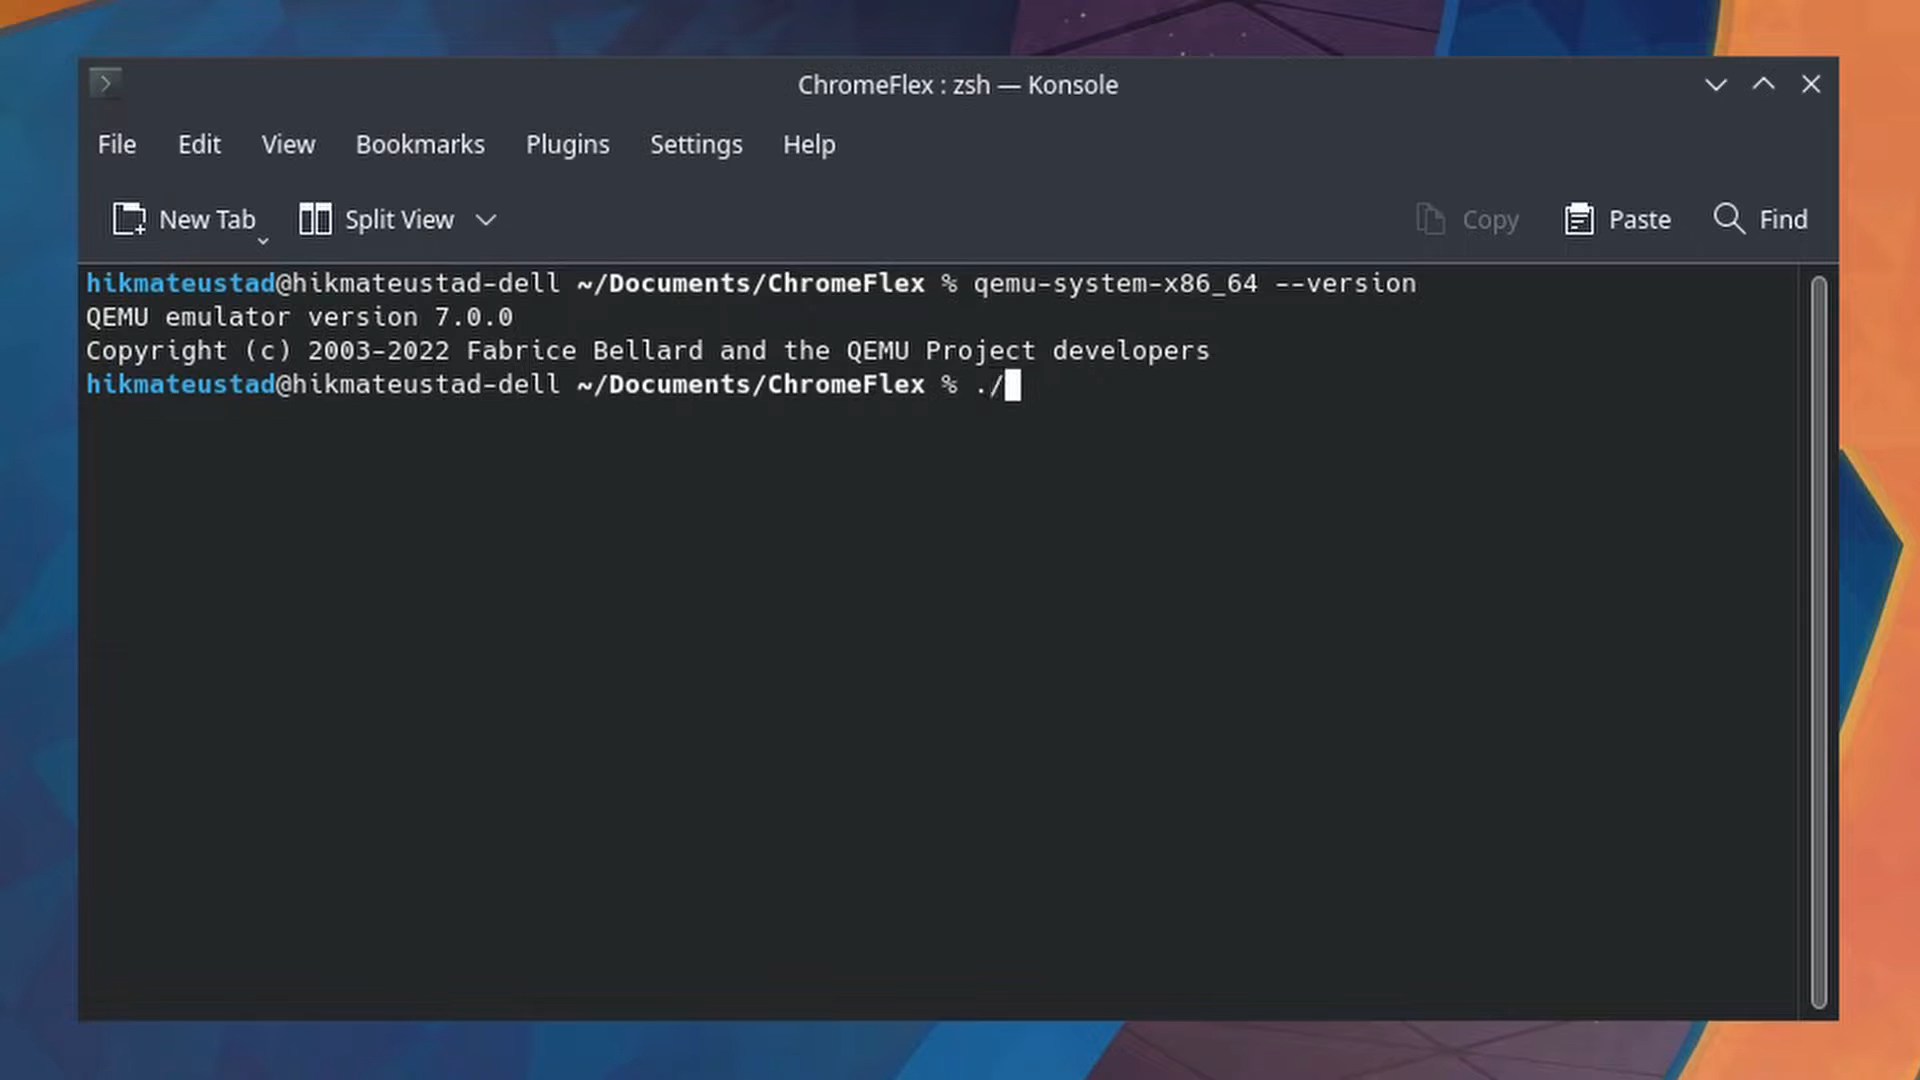 ChromeFlex : zsh — Konsole
File Edit View Bookmarks Plugins Settings Help
New Tab Split View Copy Paste Find
hikmateustad@hikmateustad-dell ~/Documents/ChromeFlex % qemu-system-x86_64 --version
QEMU emulator version 7.0.0
Copyright (c) 2003-2022 Fabrice Bellard and the QEMU Project developers
hikmateustad@hikmateustad-dell ~/Documents/ChromeFlex % ./